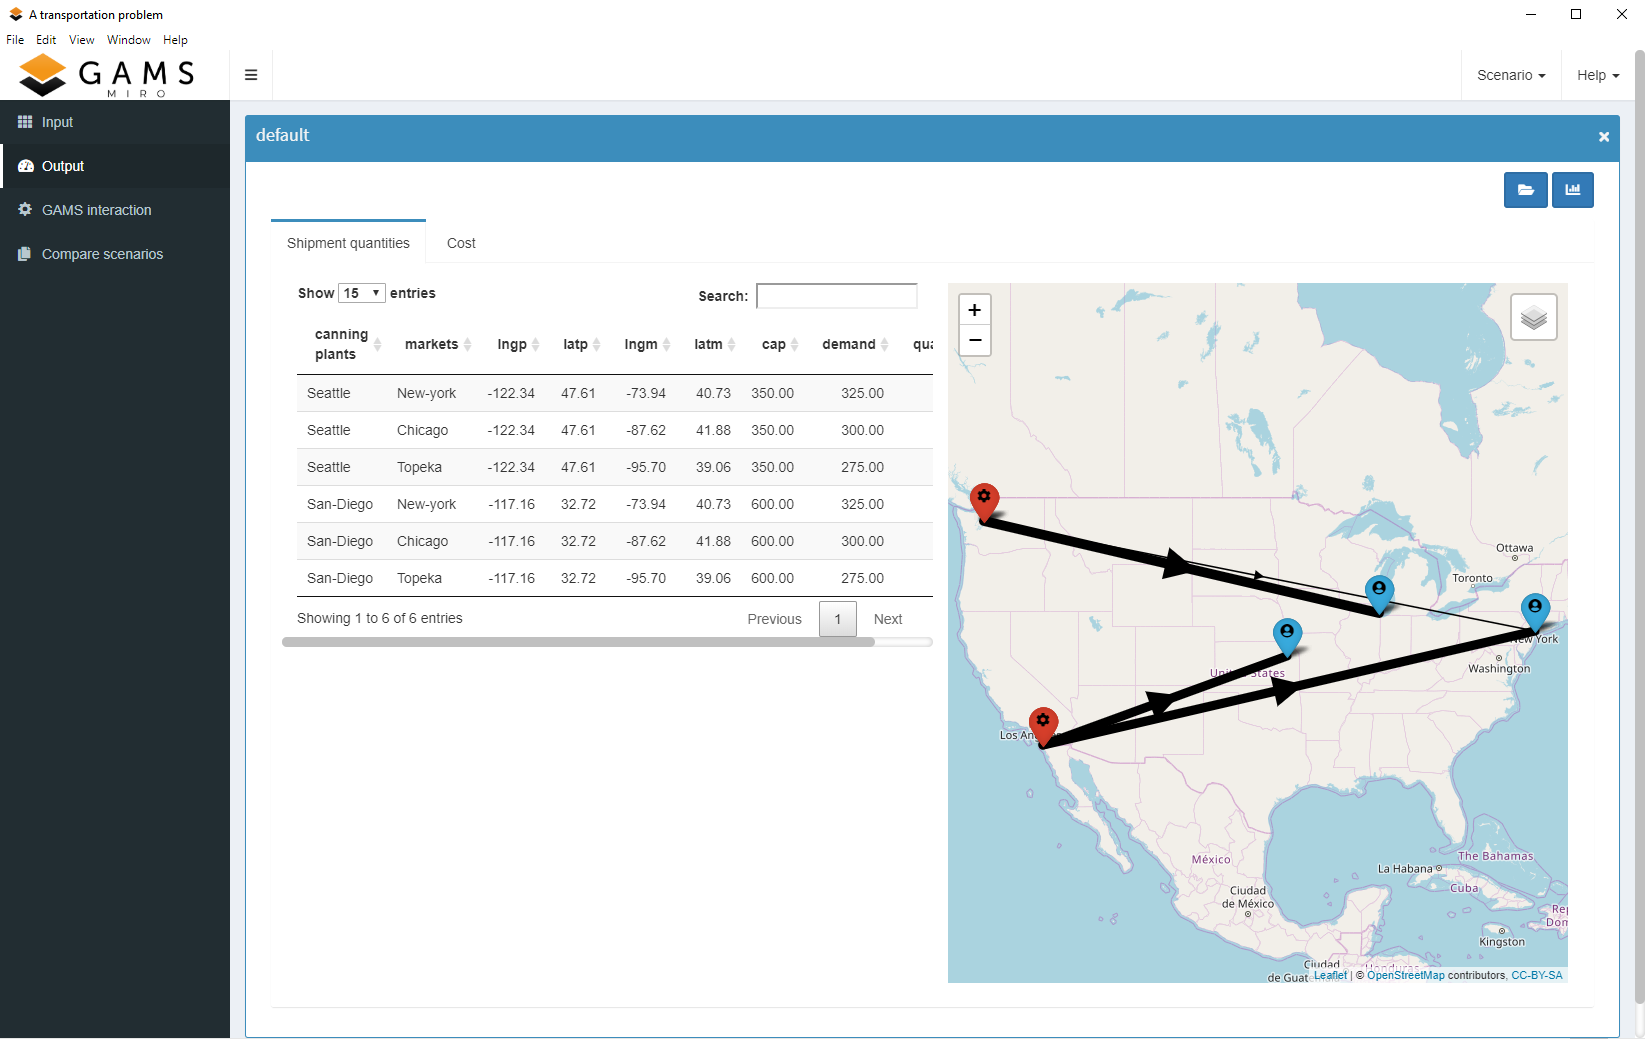 A transportation problem
File Edit View Window Help
GAMS
MIRO
Scenario
Help
Input
Output
GAMS interaction
Compare scenarios
default
Shipment quantities
Cost
Show 15 entries
Search:
canning plants
markets
lngp
latp
lngm
latm
cap
demand
qua
Seattle New-york -122.34 47.61 -73.94 40.73 350.00 325.00
Seattle Chicago -122.34 47.61 -87.62 41.88 350.00 300.00
Seattle Topeka -122.34 47.61 -95.70 39.06 350.00 275.00
San-Diego New-york -117.16 32.72 -73.94 40.73 600.00 325.00
San-Diego Chicago -117.16 32.72 -87.62 41.88 600.00 300.00
San-Diego Topeka -117.16 32.72 -95.70 39.06 600.00 275.00
Showing 1 to 6 of 6 entries
Previous 1 Next
+
−
Ottawa
Toronto
New York
Washington
United States
Los An
México
La Habana
The Bahamas
Cuba
Ciudad
de México
Rep
Dom
Kingston
Ciudad
de Guat
Honduras
Leaflet | © OpenStreetMap contributors, CC-BY-SA